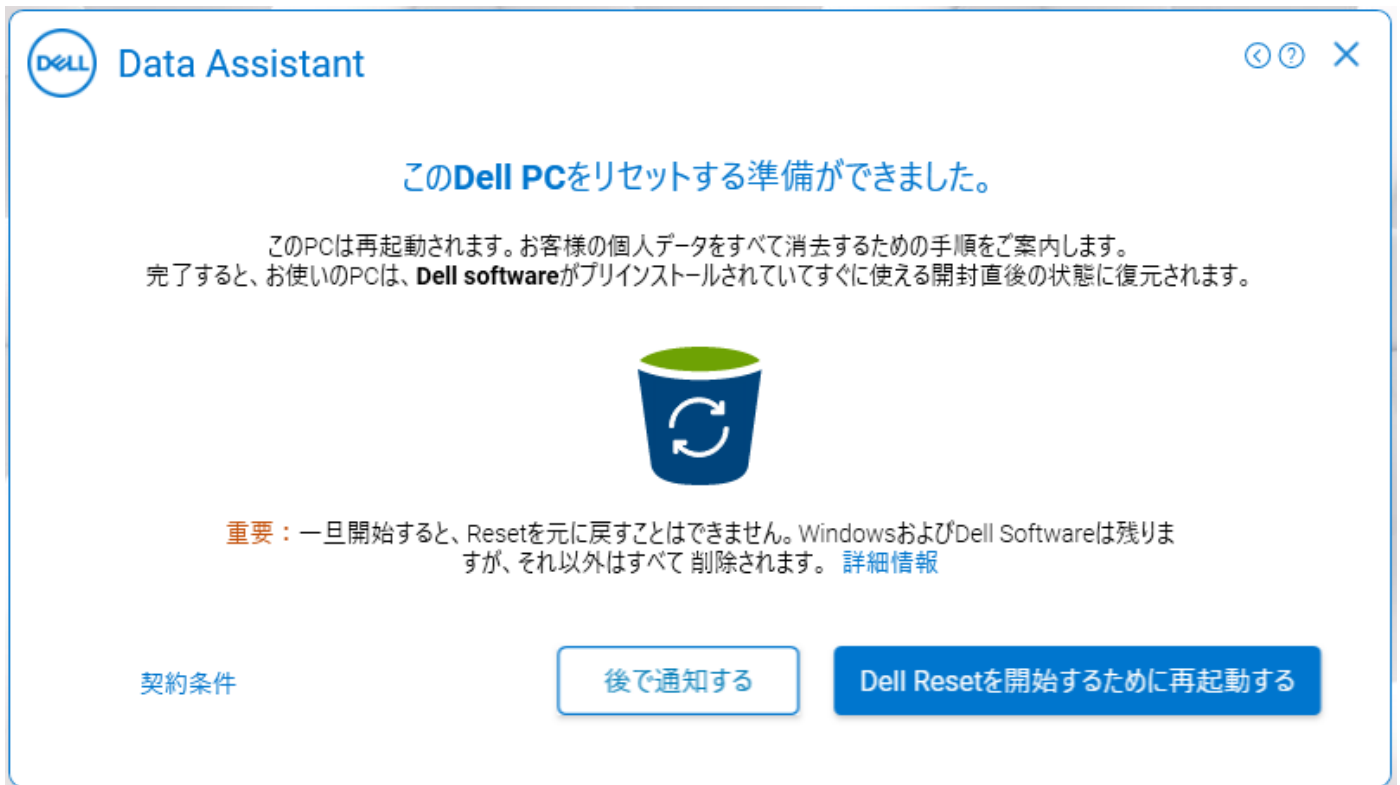 DELL
Data Assistant
このDell PCをリセットする準備ができました。
このPCは再起動されます。お客様の個人データをすべて消去するための手順をご案内します。
完了すると、お使いのPCは、Dell softwareがプリインストールされていてすぐに使える開封直後の状態に復元されます。
重要：一旦開始すると、Resetを元に戻すことはできません。WindowsおよびDell Softwareは残りま
すが、それ以外はすべて 削除されます。 詳細情報
契約条件
後で通知する
Dell Resetを開始するために再起動する